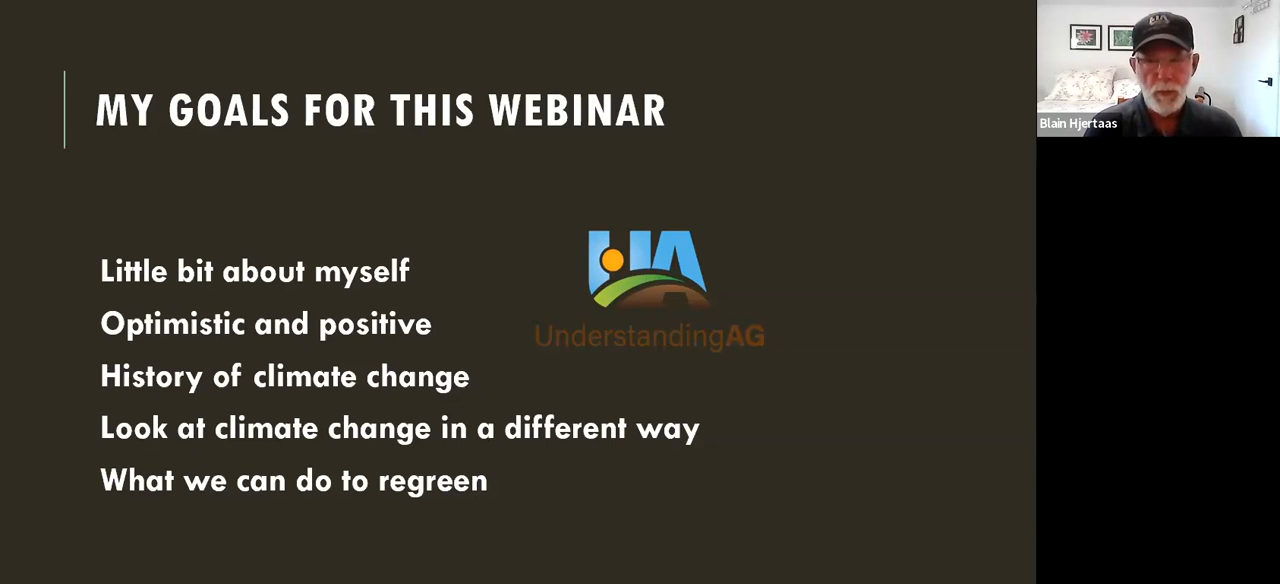 MY GOALS FOR THIS WEBINAR
Blain Hjertaas
Little bit about myself
Optimistic and positive
History of climate change
Look at climate change in a different way
What we can do to regreen
UA
UnderstandingAG